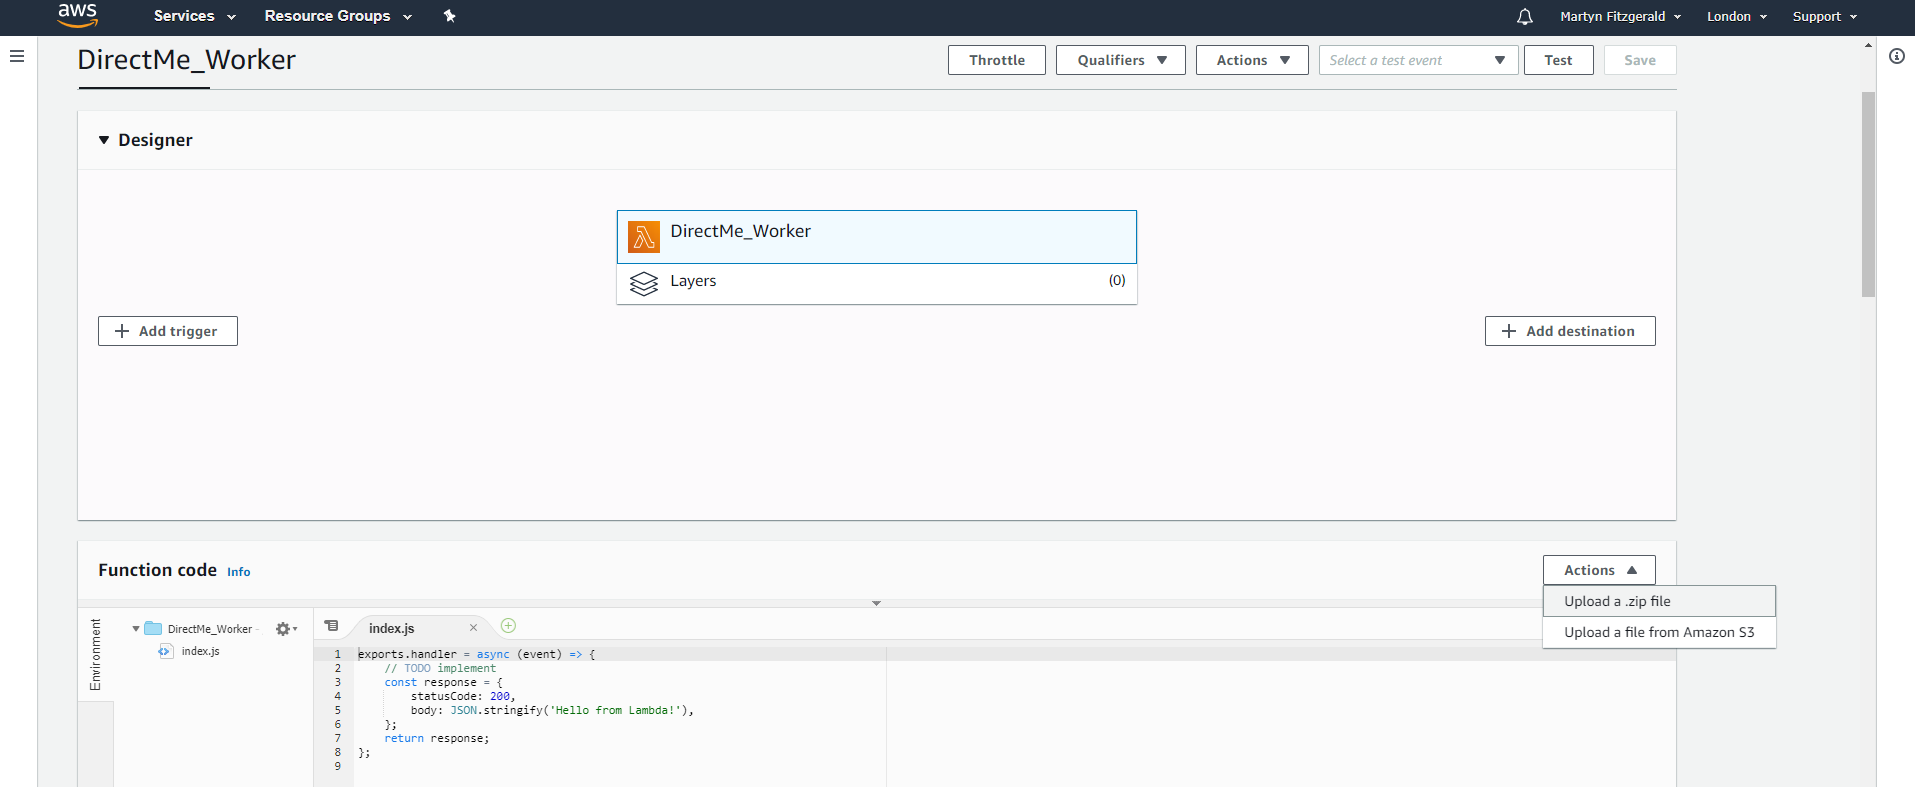 aws Services Resource Groups Martyn Fitzgerald London Support
DirectMe_Worker Throttle Qualifiers Actions Select a test event Test Save
Designer
DirectMe_Worker
Layers (0)
Add trigger Add destination
Function code Info Actions
Upload a .zip file
Upload a file from Amazon S3
Environment
DirectMe_Worker
index.js
index.js
1 exports.handler = async (event) => {
2 // TODO implement
3 const response = {
4 statusCode: 200,
5 body: JSON.stringify('Hello from Lambda!'),
6 };
7 return response;
8 };
9